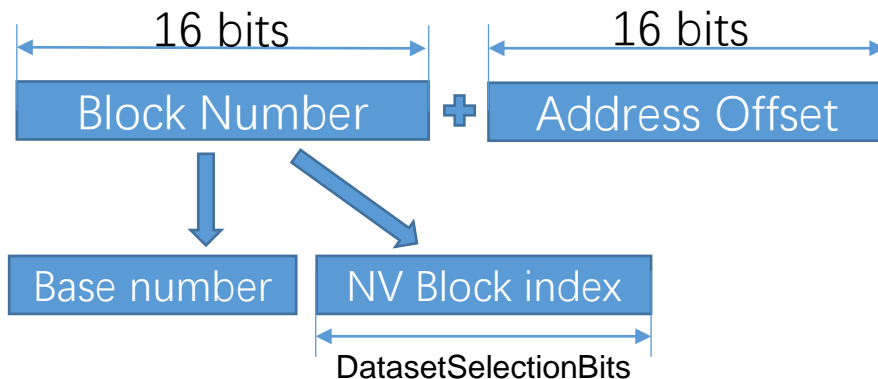 16 bits 16 bits
Block Number + Address Offset
Base number NV Block index
DatasetSelectionBits